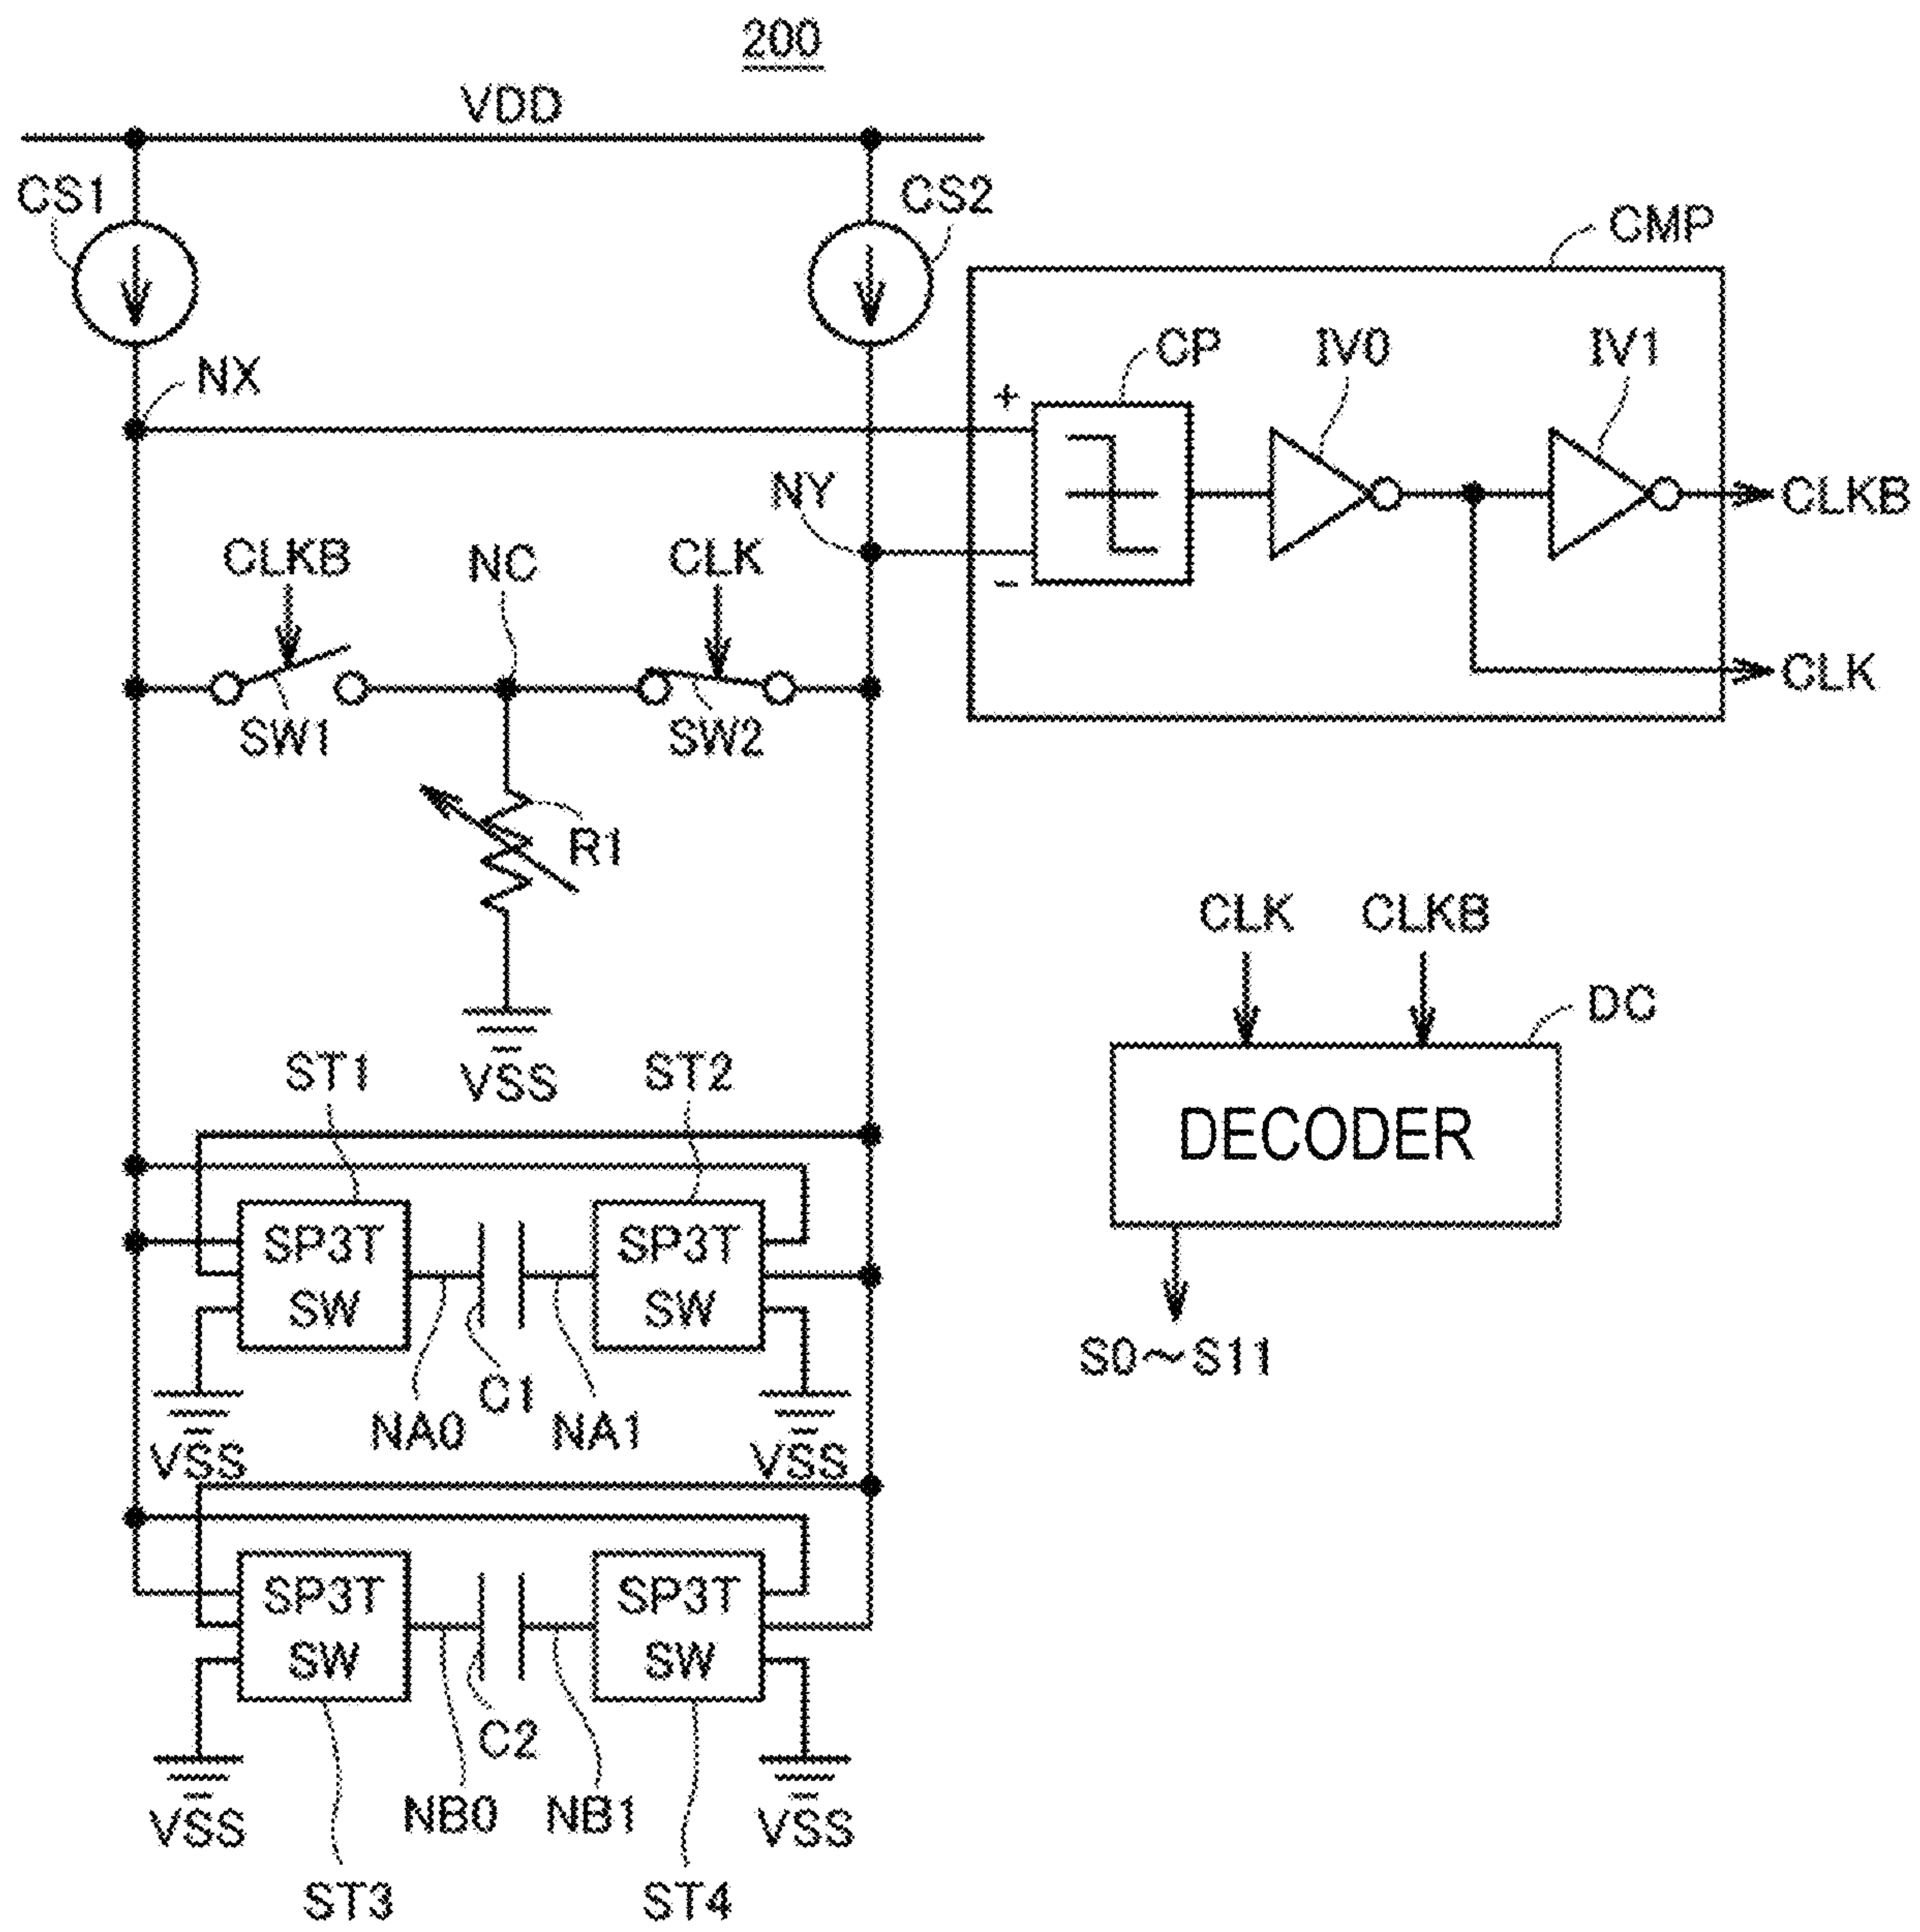 200
VDD
CS1
CS2
CMP
NX
CP
IV0
IV1
+
NY
CLKB
CLKB
NC
CLK
-
CLK
SW1
SW2
R1
CLK
CLKB
DC
VSS
ST1
ST2
DECODER
SP3T
SW
SP3T
SW
S0~S11
C1
NA0
NA1
VSS
VSS
SP3T
SW
SP3T
SW
C2
NB0
NB1
VSS
VSS
ST3
ST4